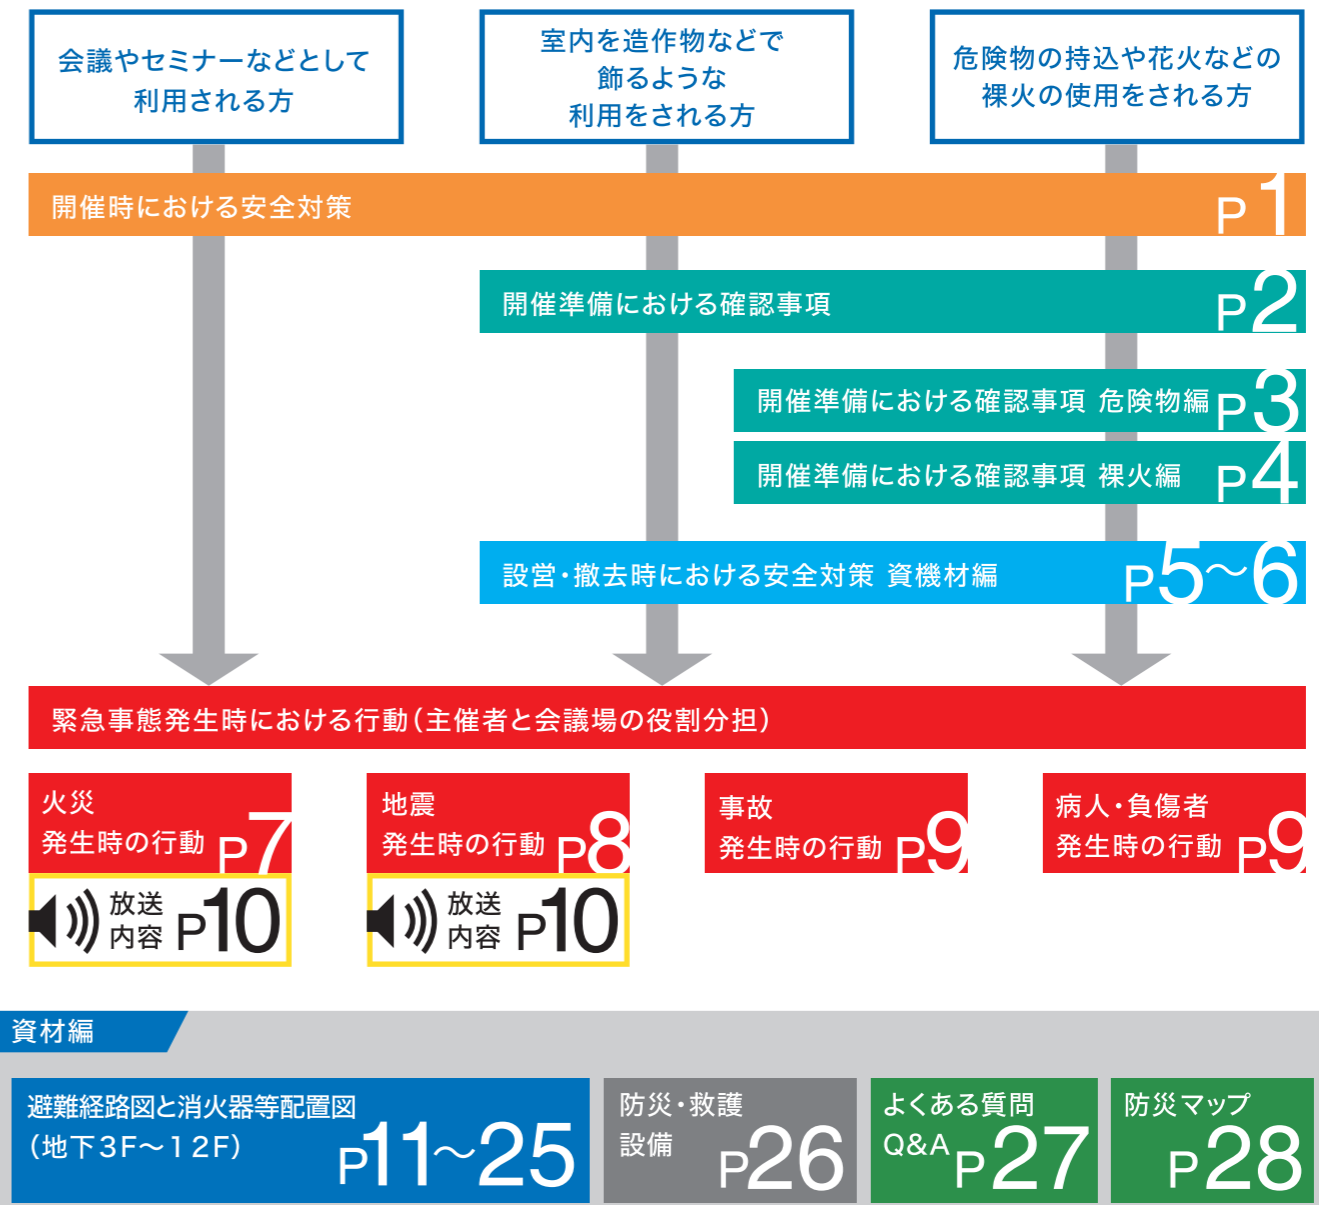 会議やセミナーなどとして
利用される方
室内を造作物などで
飾るような
利用をされる方
危険物の持込や花火などの
裸火の使用をされる方
開催時における安全対策 P1
開催準備における確認事項 P2
開催準備における確認事項 危険物編 P3
開催準備における確認事項 裸火編 P4
設営・撤去時における安全対策 資機材編 P5〜6
緊急事態発生時における行動(主催者と会議場の役割分担)
火災
発生時の行動 P7
放送
内容 P10
地震
発生時の行動 P8
放送
内容 P10
事故
発生時の行動 P9
病人・負傷者
発生時の行動 P9
資材編
避難経路図と消火器等配置図
(地下3F〜12F) P11〜25
防災・救護
設備 P26
よくある質問
Q&A P27
防災マップ
P28